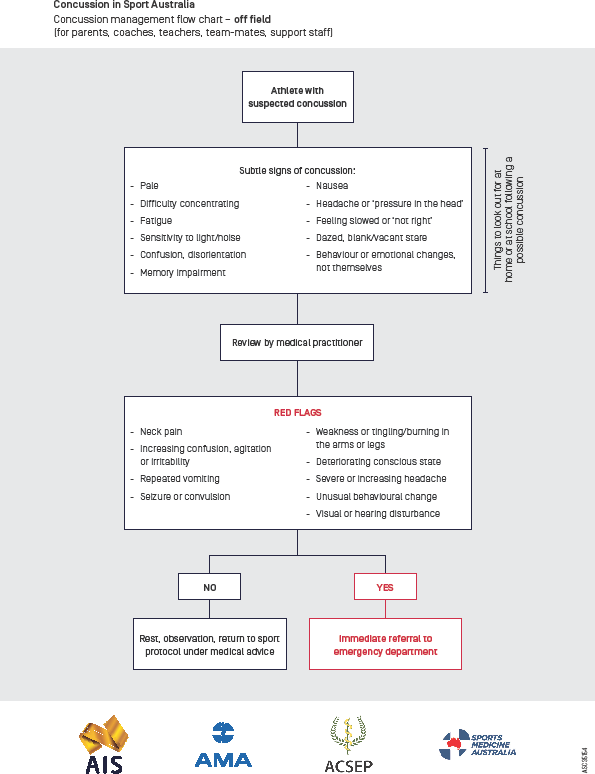 Concussion in Sport Australia
Concussion management flow chart – off field
(for parents, coaches, teachers, team-mates, support staff)
Athlete with
suspected concussion
Subtle signs of concussion:
- Pale
- Difficulty concentrating
- Fatigue
- Sensitivity to light/noise
- Confusion, disorientation
- Memory impairment
- Nausea
- Headache or ‘pressure in the head’
- Feeling slowed or ‘not right’
- Dazed, blank/vacant stare
- Behaviour or emotional changes,
not themselves
Things to look out for at
home or at school following a
possible concussion
Review by medical practitioner
RED FLAGS
- Neck pain
- Increasing confusion, agitation
or irritability
- Repeated vomiting
- Seizure or convulsion
- Weakness or tingling/burning in
the arms or legs
- Deteriorating conscious state
- Severe or increasing headache
- Unusual behavioural change
- Visual or hearing disturbance
NO
YES
Rest, observation, return to sport
protocol under medical advice
Immediate referral to
emergency department
AIS
AMA
ACSEP
SPORTS
MEDICINE
AUSTRALIA